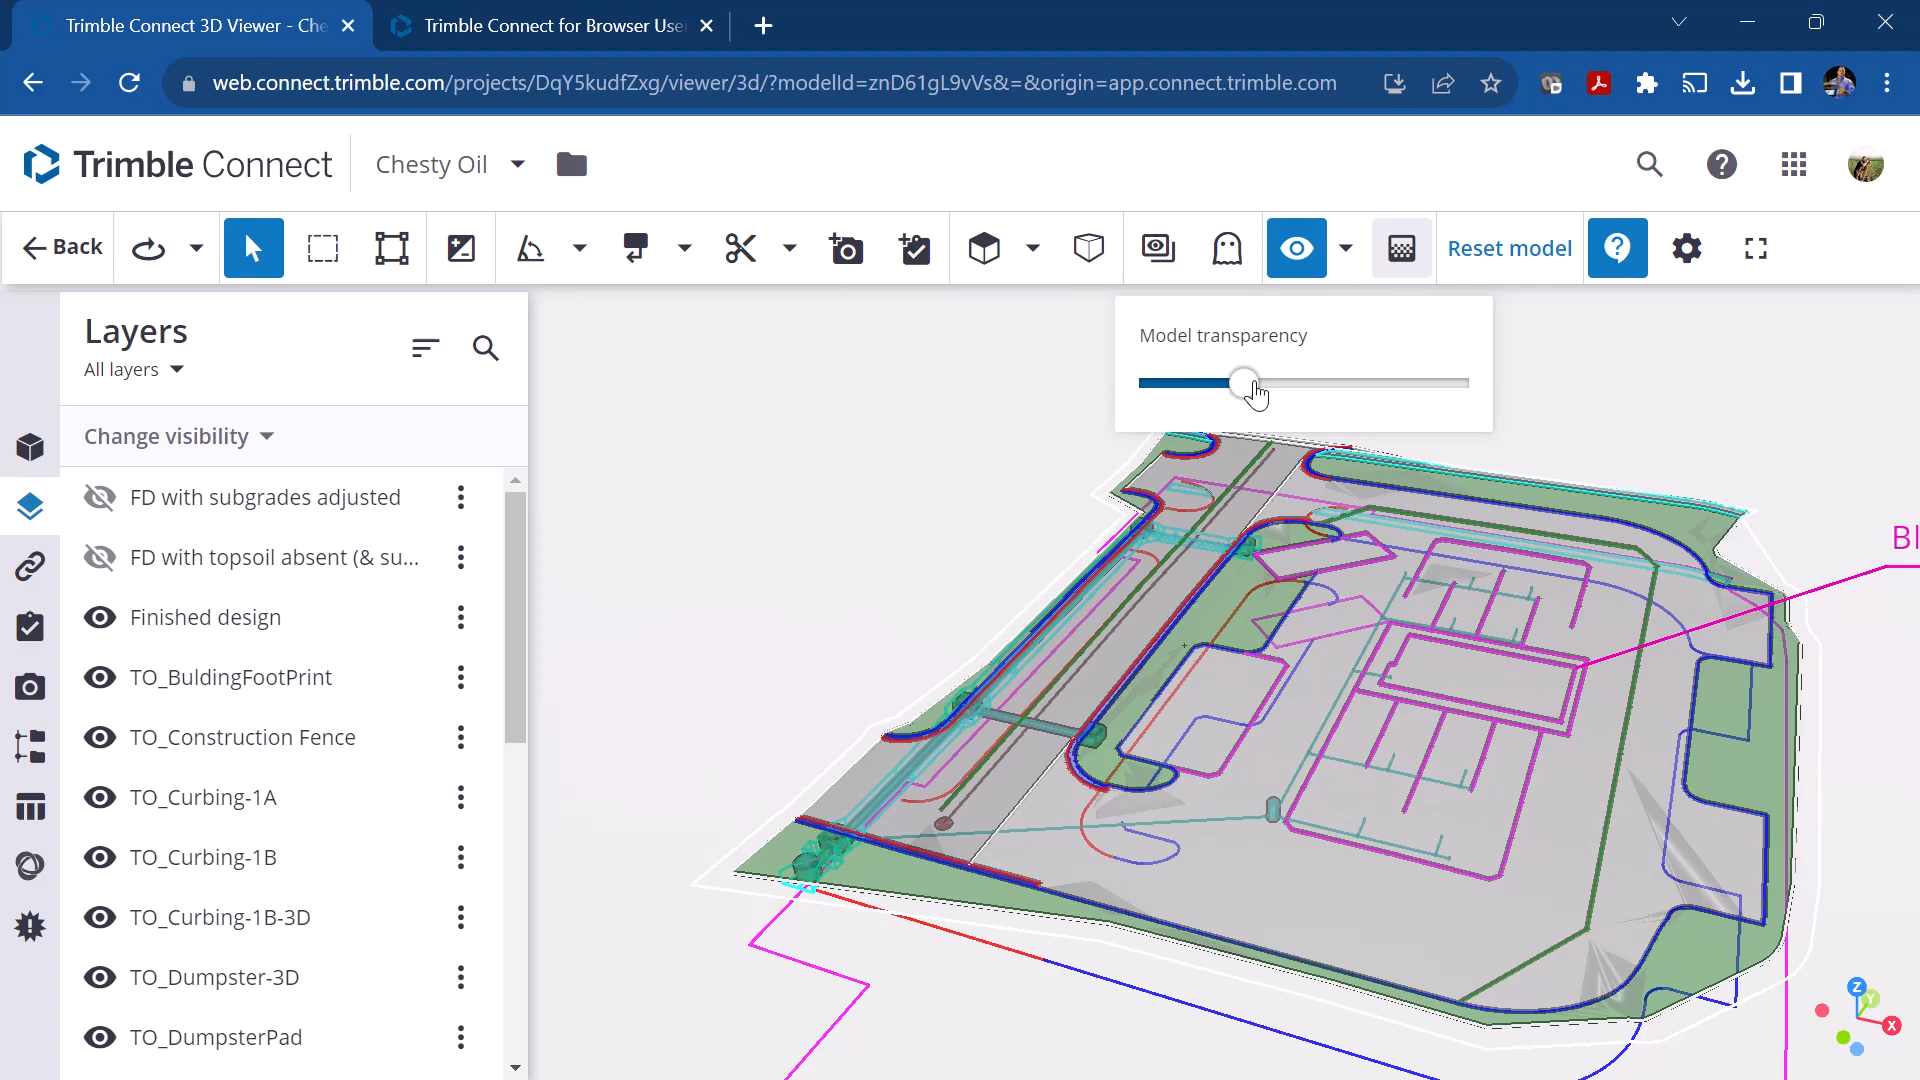 Trimble Connect 3D Viewer - Che
Trimble Connect for Browser Use
web.connect.trimble.com/projects/DqY5kudfZxg/viewer/3d/?modelId=znD61gL9vVs&=&origin=app.connect.trimble.com
Trimble Connect
Chesty Oil
Back
Reset model
Layers
All layers
Model transparency
Change visibility
FD with subgrades adjusted
FD with topsoil absent (& su...
Finished design
TO_BuldingFootPrint
TO_Construction Fence
TO_Curbing-1A
TO_Curbing-1B
TO_Curbing-1B-3D
TO_Dumpster-3D
TO_DumpsterPad
Bl
Z
Y
X